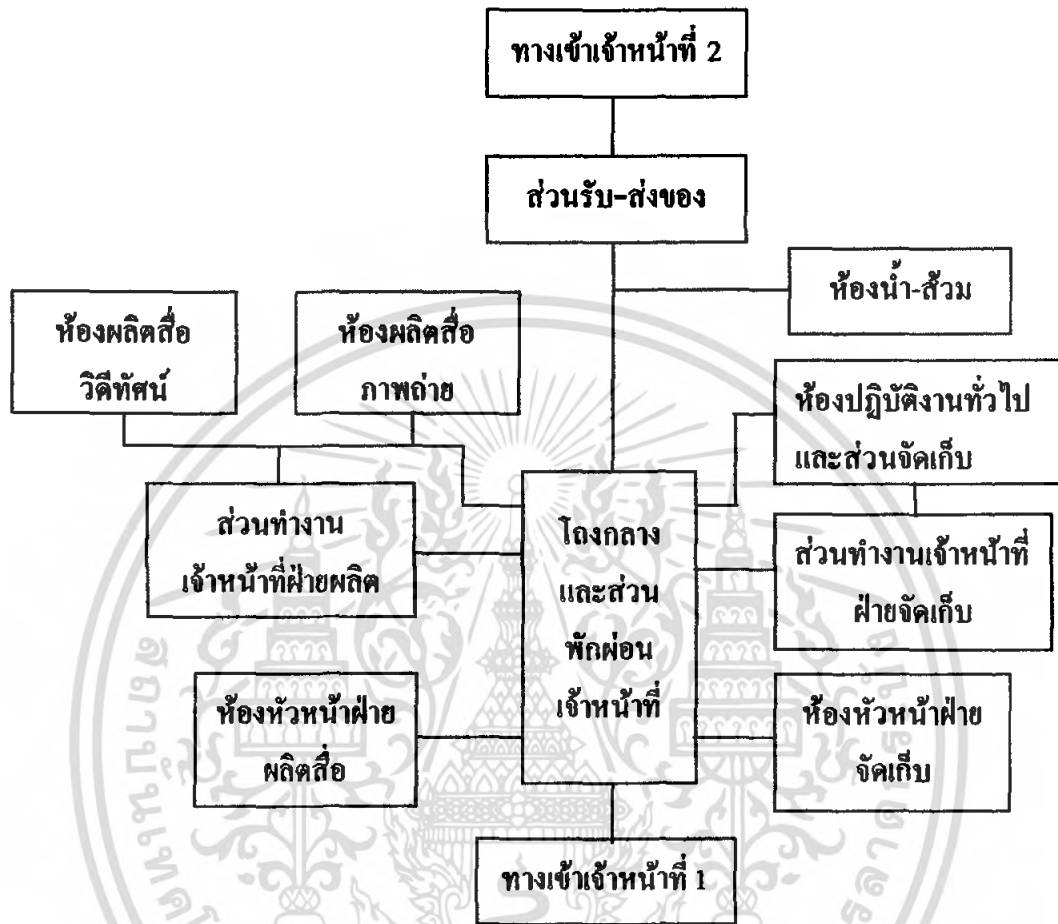 ทางเข้าเจ้าหน้าที่ 2
ส่วนรับ-ส่งของ
ห้องน้ำ-ส้วม
ห้องผลิตสื่อ
วิดีทัศน์
ห้องผลิตสื่อ
ภาพถ่าย
ห้องปฏิบัติงานทั่วไป
และส่วนจัดเก็บ
ส่วนทำงาน
เจ้าหน้าที่ฝ่ายผลิต
โถงกลาง
และส่วน
พักผ่อน
เจ้าหน้าที่
ส่วนทำงานเจ้าหน้าที่
ฝ่ายจัดเก็บ
ห้องหัวหน้าฝ่าย
ผลิตสื่อ
ห้องหัวหน้าฝ่าย
จัดเก็บ
ทางเข้าเจ้าหน้าที่ 1